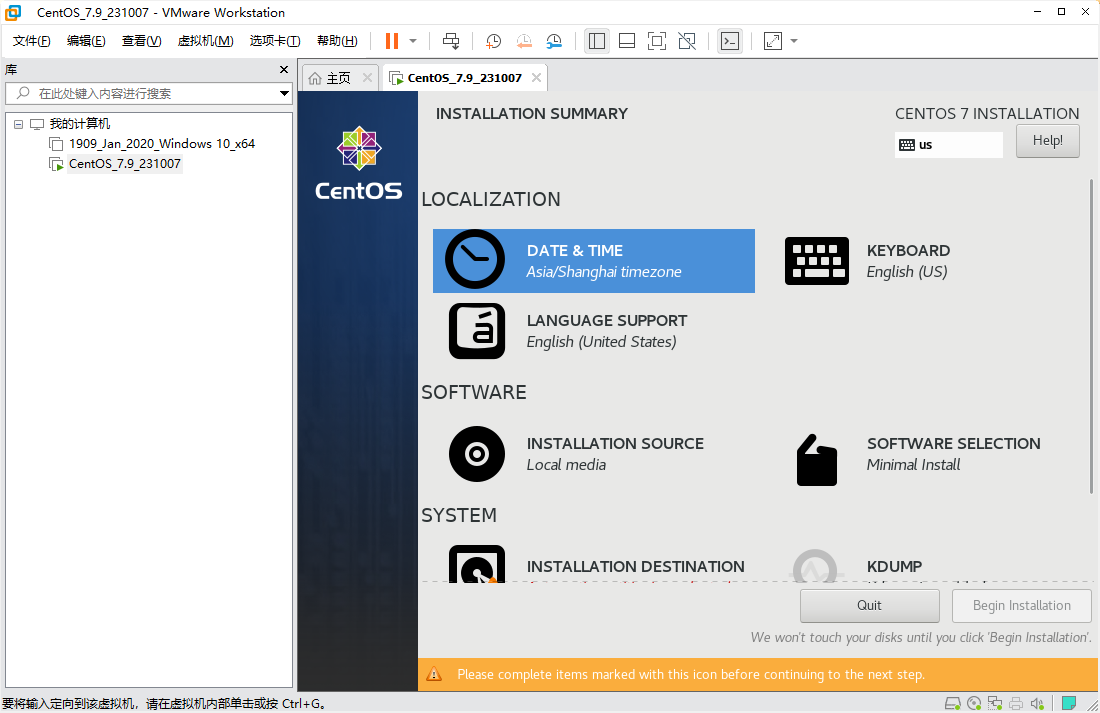 CentOS_7.9_231007 - VMware Workstation
文件(F) 编辑(E) 查看(V) 虚拟机(M) 选项卡(T) 帮助(H)
库
在此处键入内容进行搜索
我的计算机
1909_Jan_2020_Windows 10_x64
CentOS_7.9_231007
主页 CentOS_7.9_231007
CentOS
INSTALLATION SUMMARY
CENTOS 7 INSTALLATION
us
Help!
LOCALIZATION
DATE & TIME
Asia/Shanghai timezone
KEYBOARD
English (US)
LANGUAGE SUPPORT
English (United States)
SOFTWARE
INSTALLATION SOURCE
Local media
SOFTWARE SELECTION
Minimal Install
SYSTEM
INSTALLATION DESTINATION
KDUMP
Quit
Begin Installation
We won't touch your disks until you click 'Begin Installation'.
Please complete items marked with this icon before continuing to the next step.
要将输入定向到该虚拟机，请在虚拟机内部单击或按 Ctrl+G。